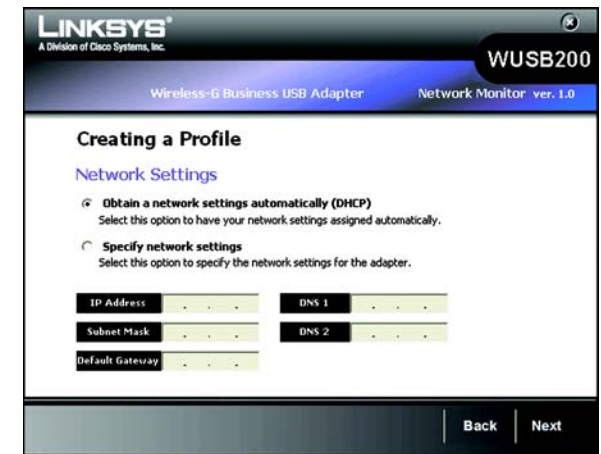 LINKSYS®
A Division of Cisco Systems, Inc.
WUSB200
Wireless-G Business USB Adapter
Network Monitor ver. 1.0
Creating a Profile
Network Settings
Obtain a network settings automatically (DHCP)
Select this option to have your network settings assigned automatically.
Specify network settings
Select this option to specify the network settings for the adapter.
IP Address . . . DNS 1 . . .
Subnet Mask . . . DNS 2 . . .
Default Gateway . . .
Back Next